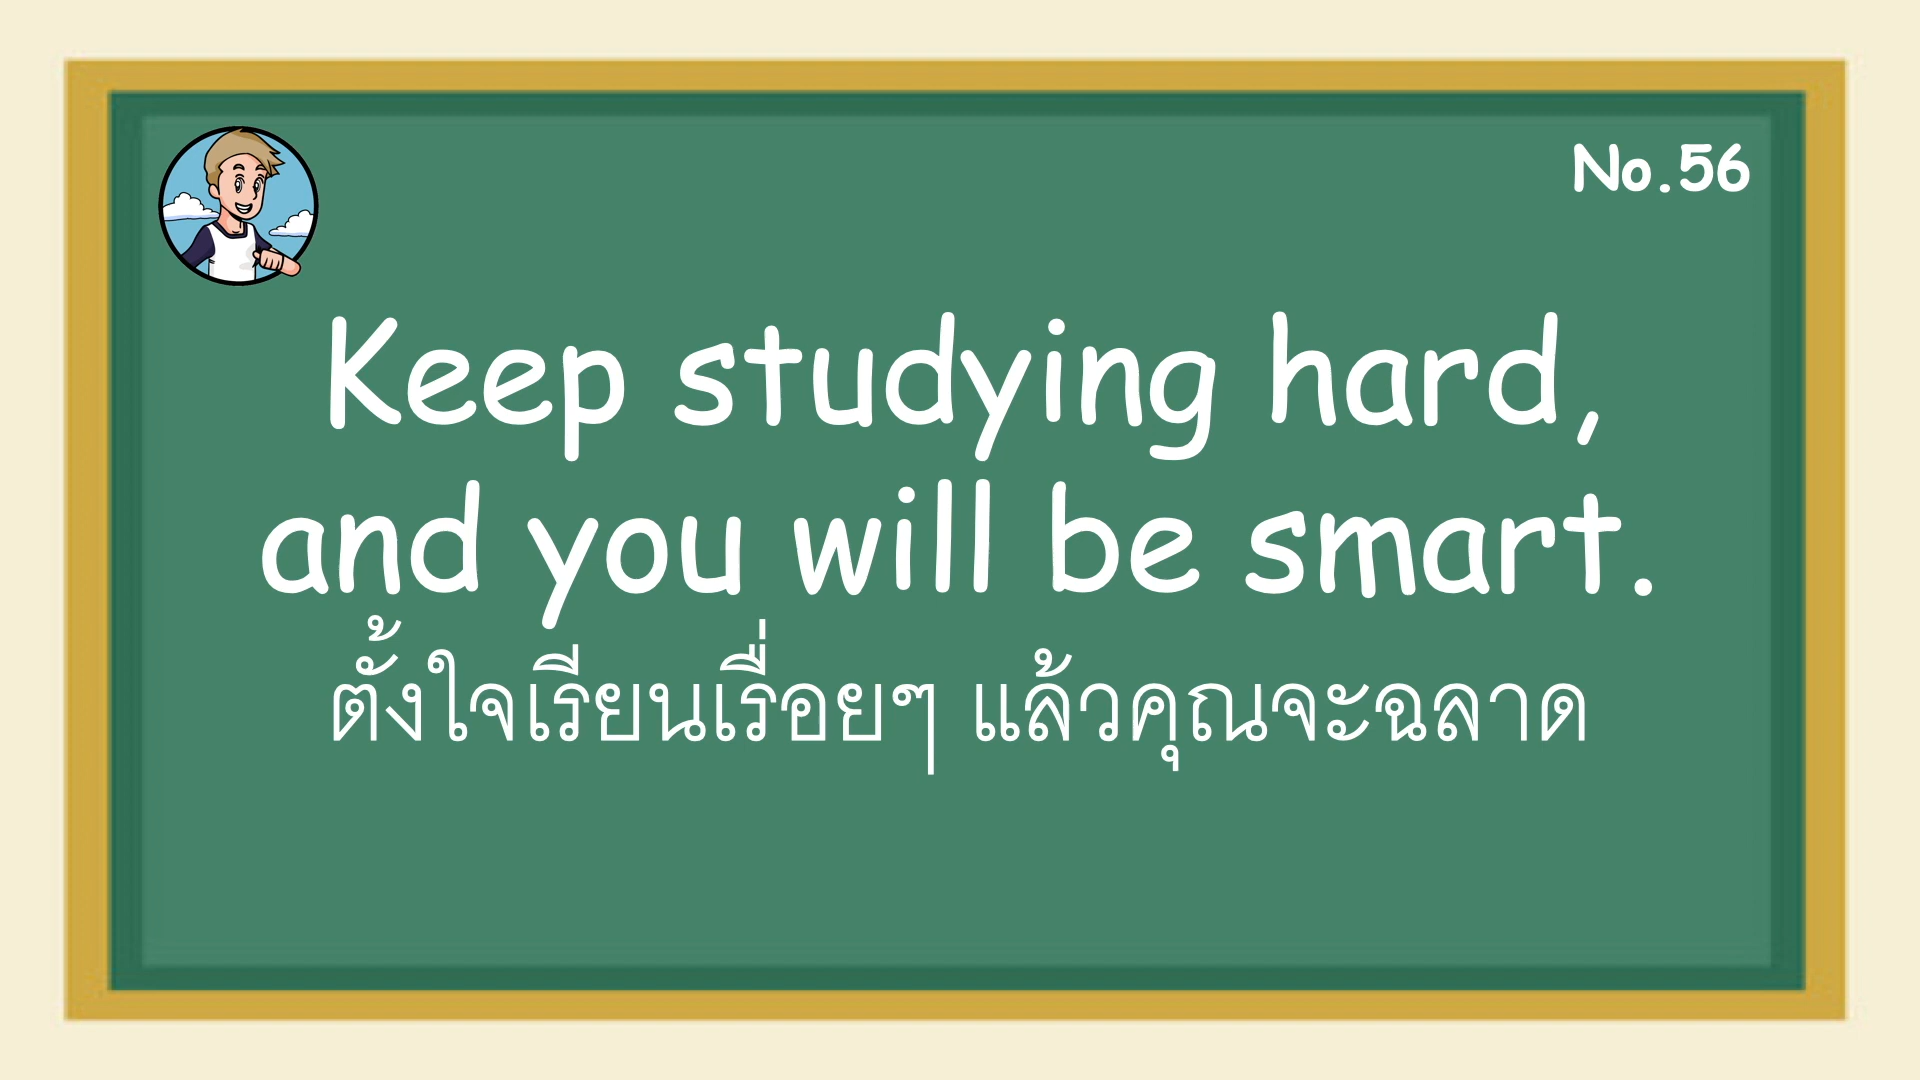 No.56
Keep studying hard,
and you will be smart.
ตั้งใจเรียนเรื่อยๆ แล้วคุณจะฉลาด